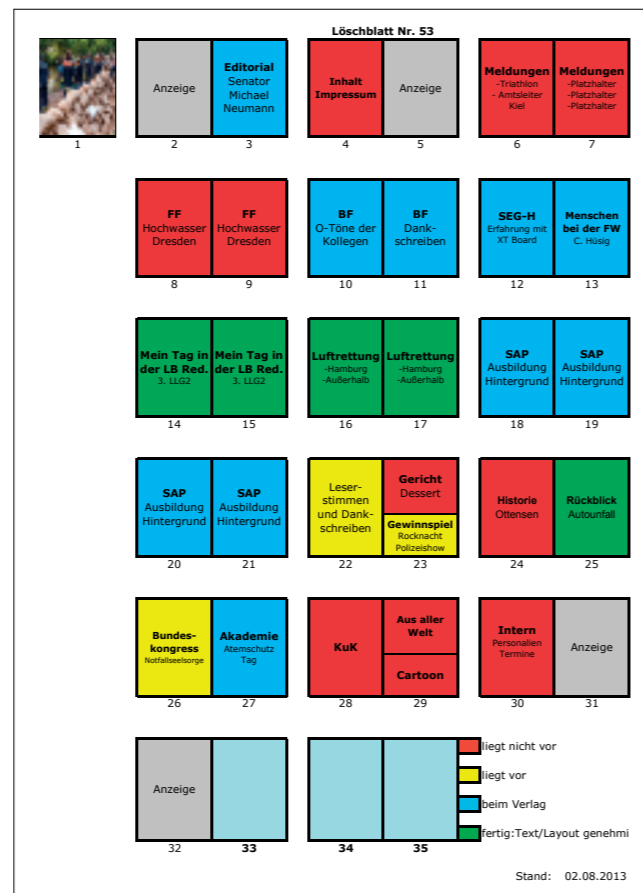 Löschblatt Nr. 53
1
Anzeige
2
Editorial
Senator
Michael
Neumann
3
Inhalt
Impressum
4
Anzeige
5
Meldungen
-Triathlon
- Amtsleiter
Kiel
6
Meldungen
-Platzhalter
-Platzhalter
-Platzhalter
7
FF
Hochwasser
Dresden
8
FF
Hochwasser
Dresden
9
BF
O-Töne der
Kollegen
10
BF
Dank-
schreiben
11
SEG-H
Erfahrung mit
XT Board
12
Menschen
bei der FW
C. Hüsig
13
Mein Tag in
der LB Red.
3. LLG2
14
Mein Tag in
der LB Red.
3. LLG2
15
Luftrettung
-Hamburg
-Außerhalb
16
Luftrettung
-Hamburg
-Außerhalb
17
SAP
Ausbildung
Hintergrund
18
SAP
Ausbildung
Hintergrund
19
SAP
Ausbildung
Hintergrund
20
SAP
Ausbildung
Hintergrund
21
Leser-
stimmen
und Dank-
schreiben
22
Gericht
Dessert
Gewinnspiel
Rocknacht
Polizeishow
23
Historie
Ottensen
24
Rückblick
Autounfall
25
Bundes-
kongress
Notfallseelsorge
26
Akademie
Atemschutz
Tag
27
KuK
28
Aus aller
Welt
Cartoon
29
Intern
Personalien
Termine
30
Anzeige
31
Anzeige
32
33
34
35
liegt nicht vor
liegt vor
beim Verlag
fertig:Text/Layout genehmi
Stand: 02.08.2013